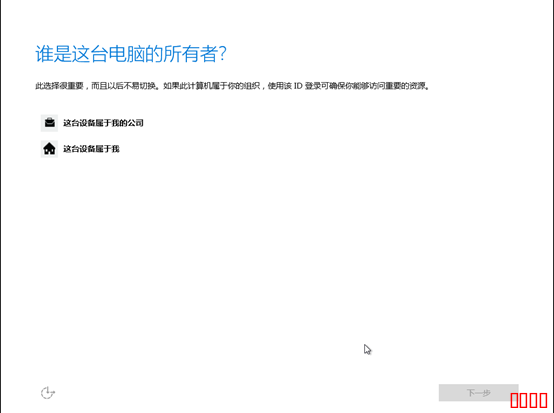 谁是这台电脑的所有者?
此选择很重要，而且以后不易切换。如果此计算机属于你的组织，使用该 ID 登录可确保你能够访问重要的资源。
这台设备属于我的公司
这台设备属于我
下一步